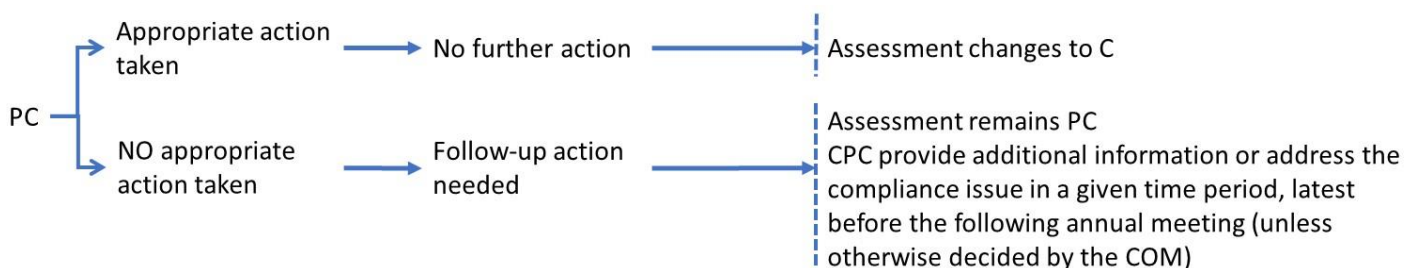 PC
Appropriate action
taken
No further action
Assessment changes to C
NO appropriate
action taken
Follow-up action
needed
Assessment remains PC
CPC provide additional information or address the
compliance issue in a given time period, latest
before the following annual meeting (unless
otherwise decided by the COM)